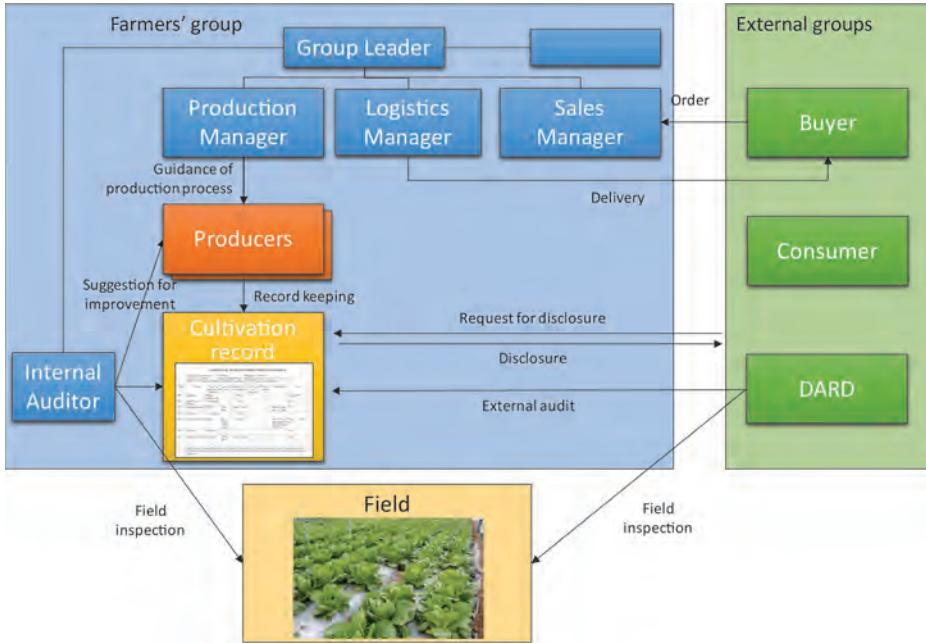 Farmers' group
External groups
Group Leader
Production
Manager
Logistics
Manager
Sales
Manager
Order
Buyer
Guidance of
production process
Delivery
Producers
Consumer
Suggestion for
improvement
Record keeping
Cultivation
record
Request for disclosure
Disclosure
Internal
Auditor
DARD
External audit
Field
Field
inspection
Field
inspection